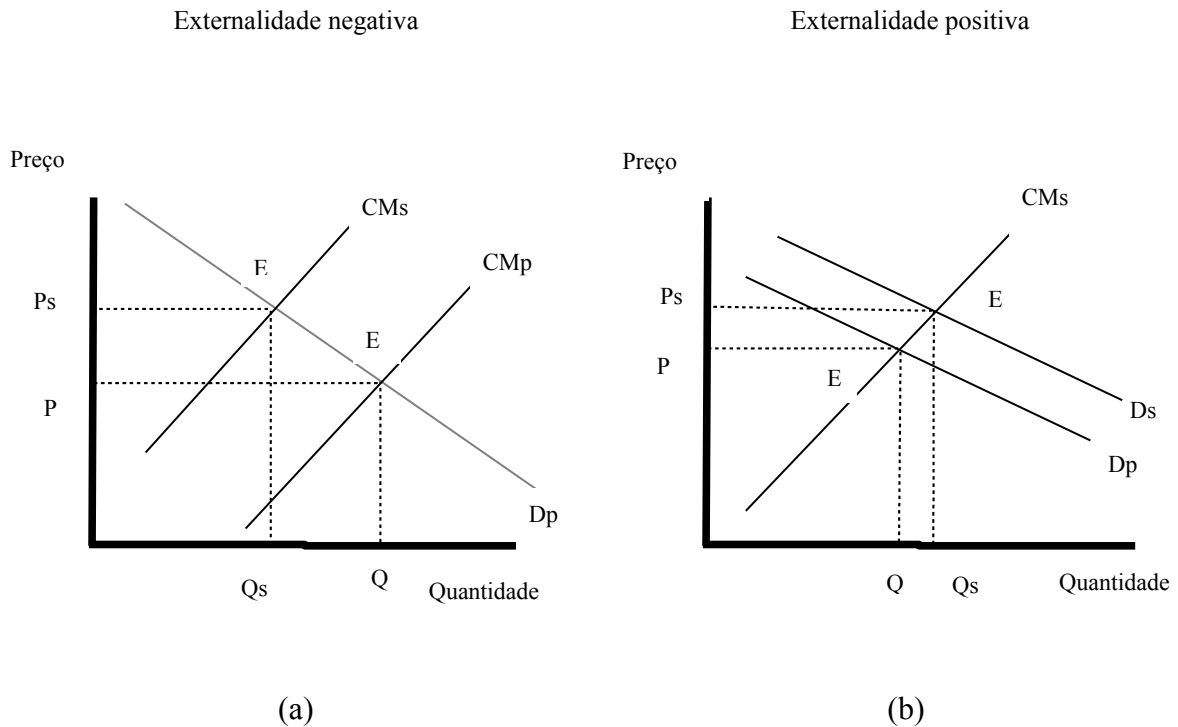 Externalidade negativa
Externalidade positiva
Preço
CMs
E
CMp
Ps
E
P
Dp
Qs
Q
Quantidade
Preço
CMs
Ps
E
P
E
Ds
Dp
Q
Qs
Quantidade
(a)
(b)